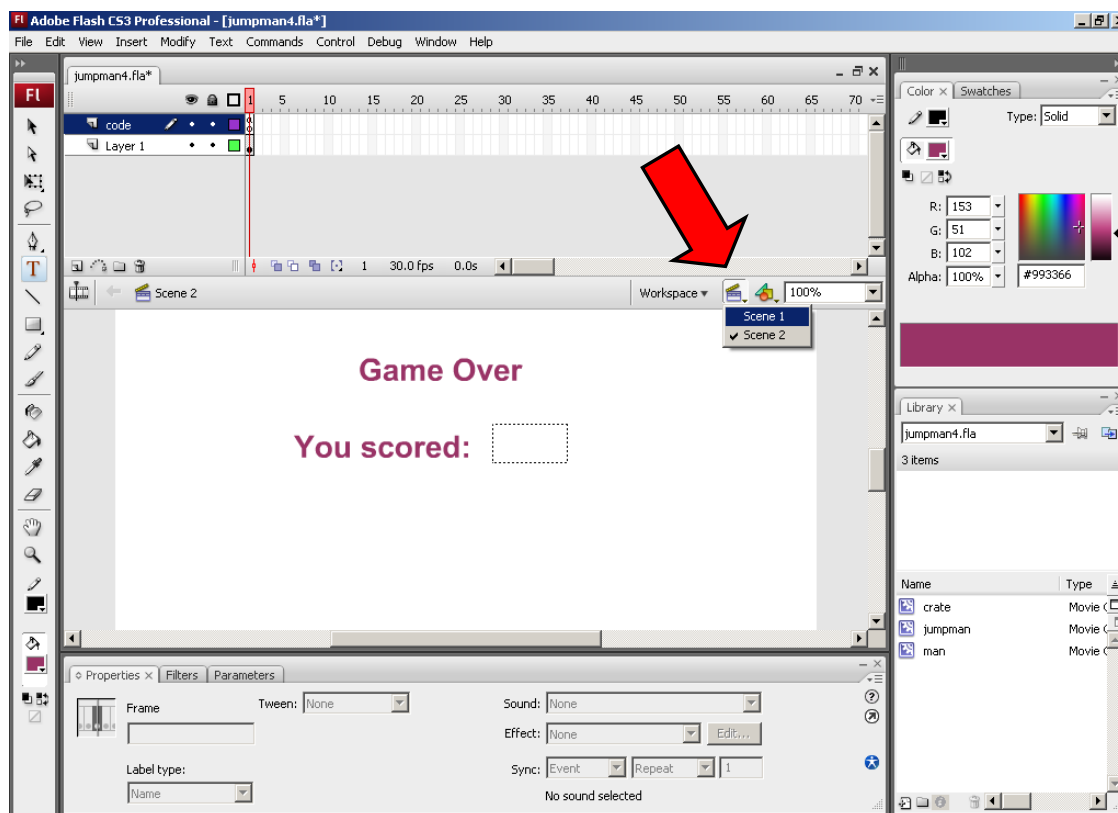 Adobe Flash CS3 Professional - [jumpman4.fla*]
File Edit View Insert Modify Text Commands Control Debug Window Help
jumpman4.fla*
1 5 10 15 20 25 30 35 40 45 50 55 60 65 70
code
Layer 1
1 30.0 fps 0.0s
Scene 2
Workspace
100%
Scene 1
Scene 2
Game Over
You scored:
Properties Filters Parameters
Frame
Tween: None
Sound: None
Effect: None Edit...
Label type:
Name
Sync: Event Repeat 1
No sound selected
Color Swatches
Type: Solid
R: 153
G: 51
B: 102
Alpha: 100% #993366
Library
jumpman4.fla
3 items
Name Type
crate Movie
jumpman Movie
man Movie
Fl
Fl
T